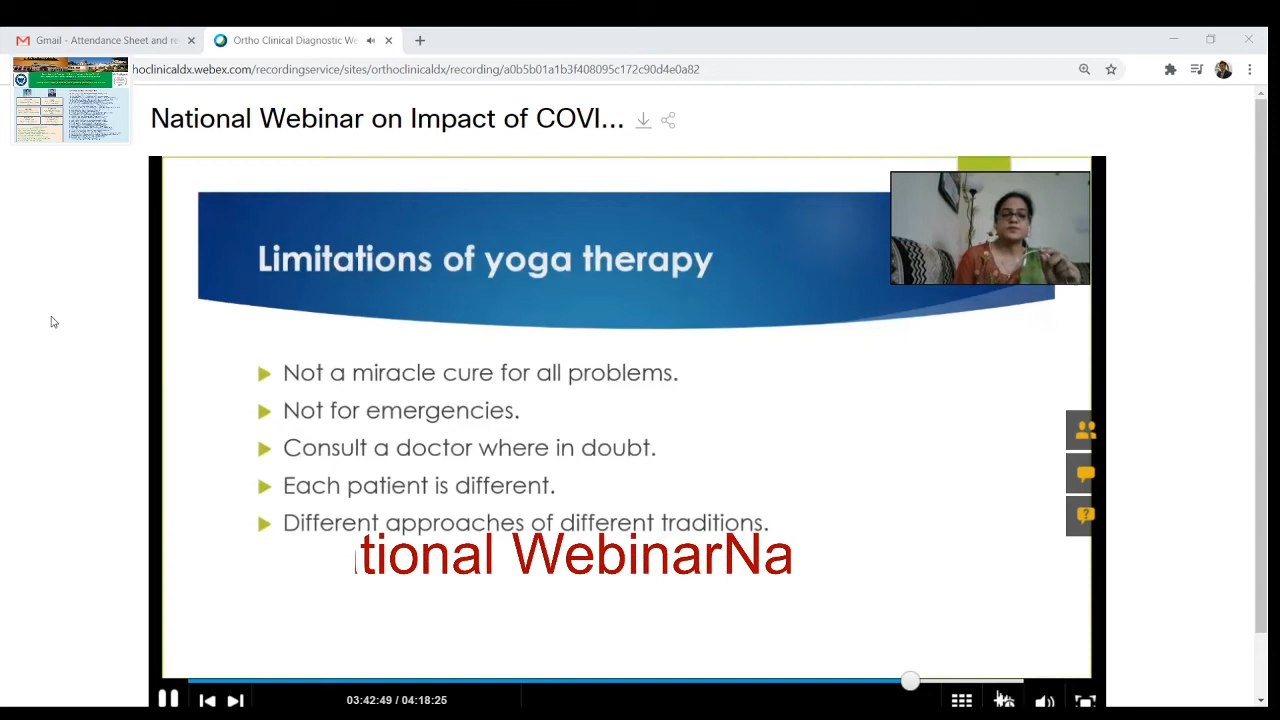 Gmail - Attendance Sheet and re
Ortho Clinical Diagnostic We
hoclinicaldx.webex.com/recordingservice/sites/orthoclinicaldx/recor
b5bf5f1b3f408095c172c90d4e0a82
National Webinar on Impact of COVI...
Limitations of yoga therapy
Not a miracle cure for all problems.
Not for emergencies.
Consult a doctor where in doubt.
Each patient is different.
Different approaches of different traditions.
tional WebinarNa
03:42:49 / 04:18:25